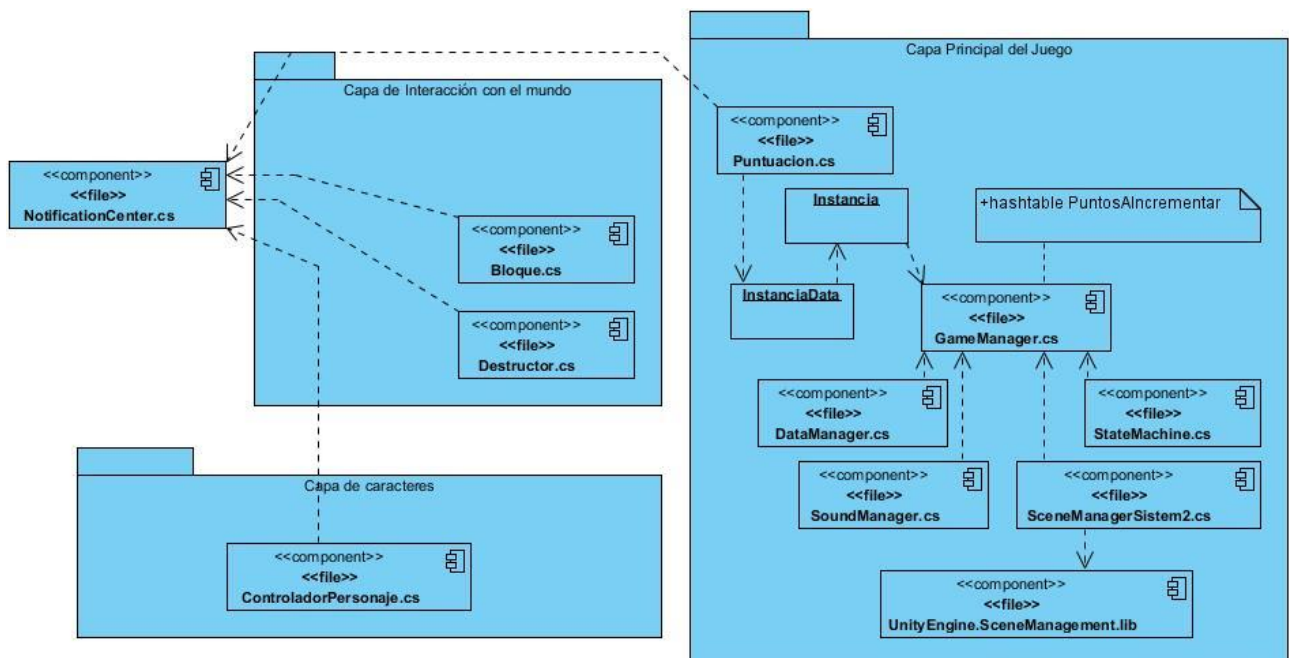 Capa Principal del Juego
Capa de Interacción con el mundo
<<component>>
<<file>>
Puntuacion.cs
<<component>>
<<file>>
NotificationCenter.cs
Instancia
+hashtable PuntosAIncrementar
<<component>>
<<file>>
Bloque.cs
InstanciaData
<<component>>
<<file>>
GameManager.cs
<<component>>
<<file>>
Destructor.cs
<<component>>
<<file>>
DataManager.cs
<<component>>
<<file>>
StateMachine.cs
<<component>>
<<file>>
SoundManager.cs
<<component>>
<<file>>
SceneManagerSistem2.cs
Capa de caracteres
<<component>>
<<file>>
ControladorPersonaje.cs
<<component>>
<<file>>
UnityEngine.SceneManagement.lib